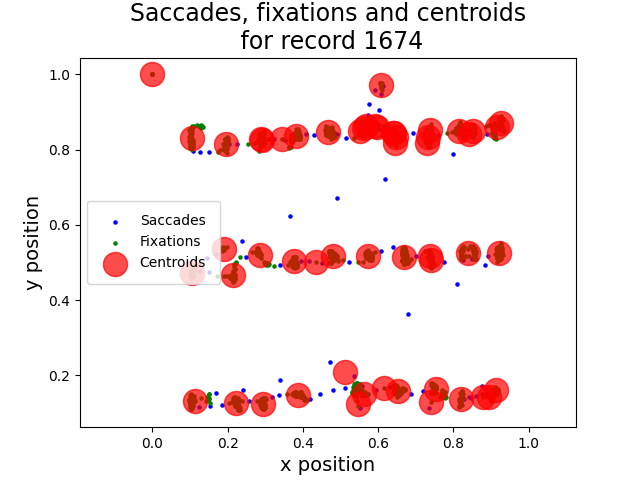 Saccades, fixations and centroids
for record 1674
1.0
0.8
0.6
0.4
0.2
y position
Saccades
Fixations
Centroids
0.0
0.2
0.4
0.6
0.8
1.0
x position